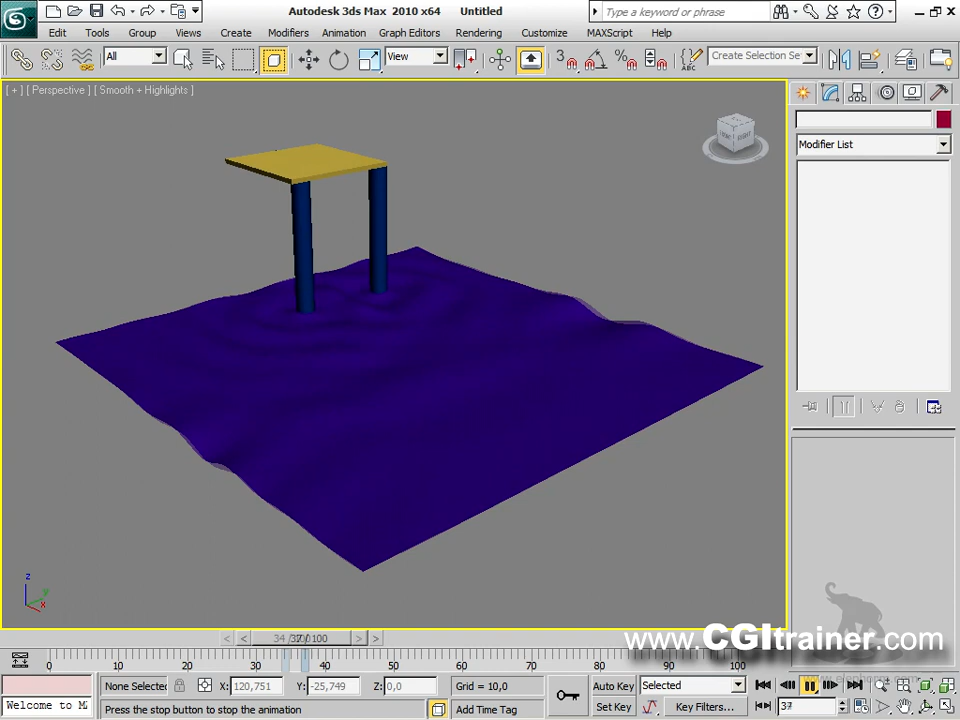 Autodesk 3ds Max 2010 x64 Untitled
Type a keyword or phrase
Edit Tools Group Views Create Modifiers Animation Graph Editors Rendering Customize MAXScript Help
All View 3 Create Selection Se
[ + ] [ Perspective ] [ Smooth + Highlights ]
Modifier List
z
y
x
37 / 100
www.CGItrainer.com
0 10 20 30 40 50 60 70 80 90 100
None Selected X: 120,751 Y: -25,749 Z: 0,0 Grid = 10,0 Auto Key Selected
Welcome to M Press the stop button to stop the animation Add Time Tag Set Key Key Filters... 37